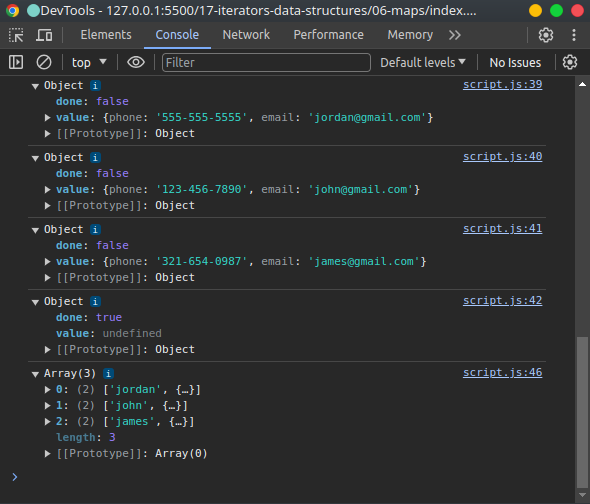 DevTools - 127.0.0.1:5500/17-iterators-data-structures/06-maps/index....
Elements Console Network Performance Memory
top Filter Default levels No Issues
Object i script.js:39
done: false
value: {phone: '555-555-5555', email: 'jordan@gmail.com'}
[[Prototype]]: Object
Object i script.js:40
done: false
value: {phone: '123-456-7890', email: 'john@gmail.com'}
[[Prototype]]: Object
Object i script.js:41
done: false
value: {phone: '321-654-0987', email: 'james@gmail.com'}
[[Prototype]]: Object
Object i script.js:42
done: true
value: undefined
[[Prototype]]: Object
Array(3) i script.js:46
0: (2) ['jordan', {…}]
1: (2) ['john', {…}]
2: (2) ['james', {…}]
length: 3
[[Prototype]]: Array(0)